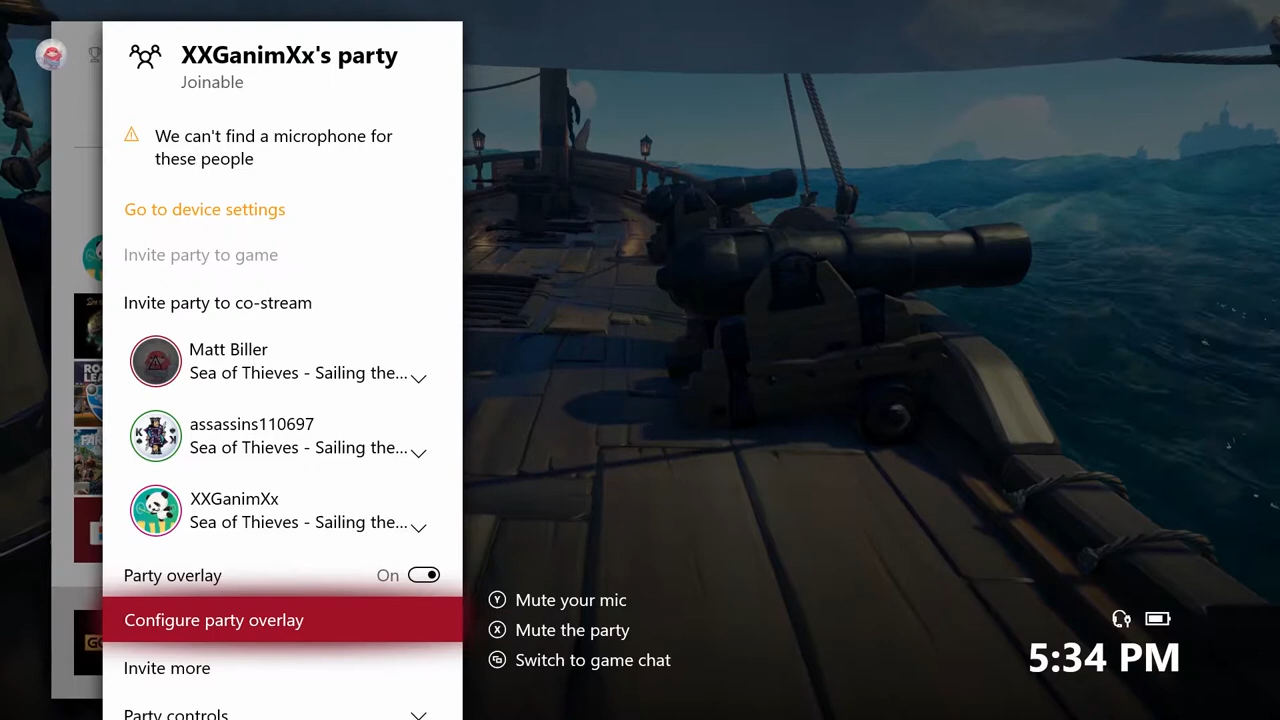 XXGanimXx's party
Joinable
We can't find a microphone for
these people
Go to device settings
Invite party to game
Invite party to co-stream
Matt Biller
Sea of Thieves - Sailing the...
assassins110697
Sea of Thieves - Sailing the...
XXGanimXx
Sea of Thieves - Sailing the...
Party overlay On
Configure party overlay
Invite more
Party controls
Y Mute your mic
X Mute the party
Switch to game chat
5:34 PM